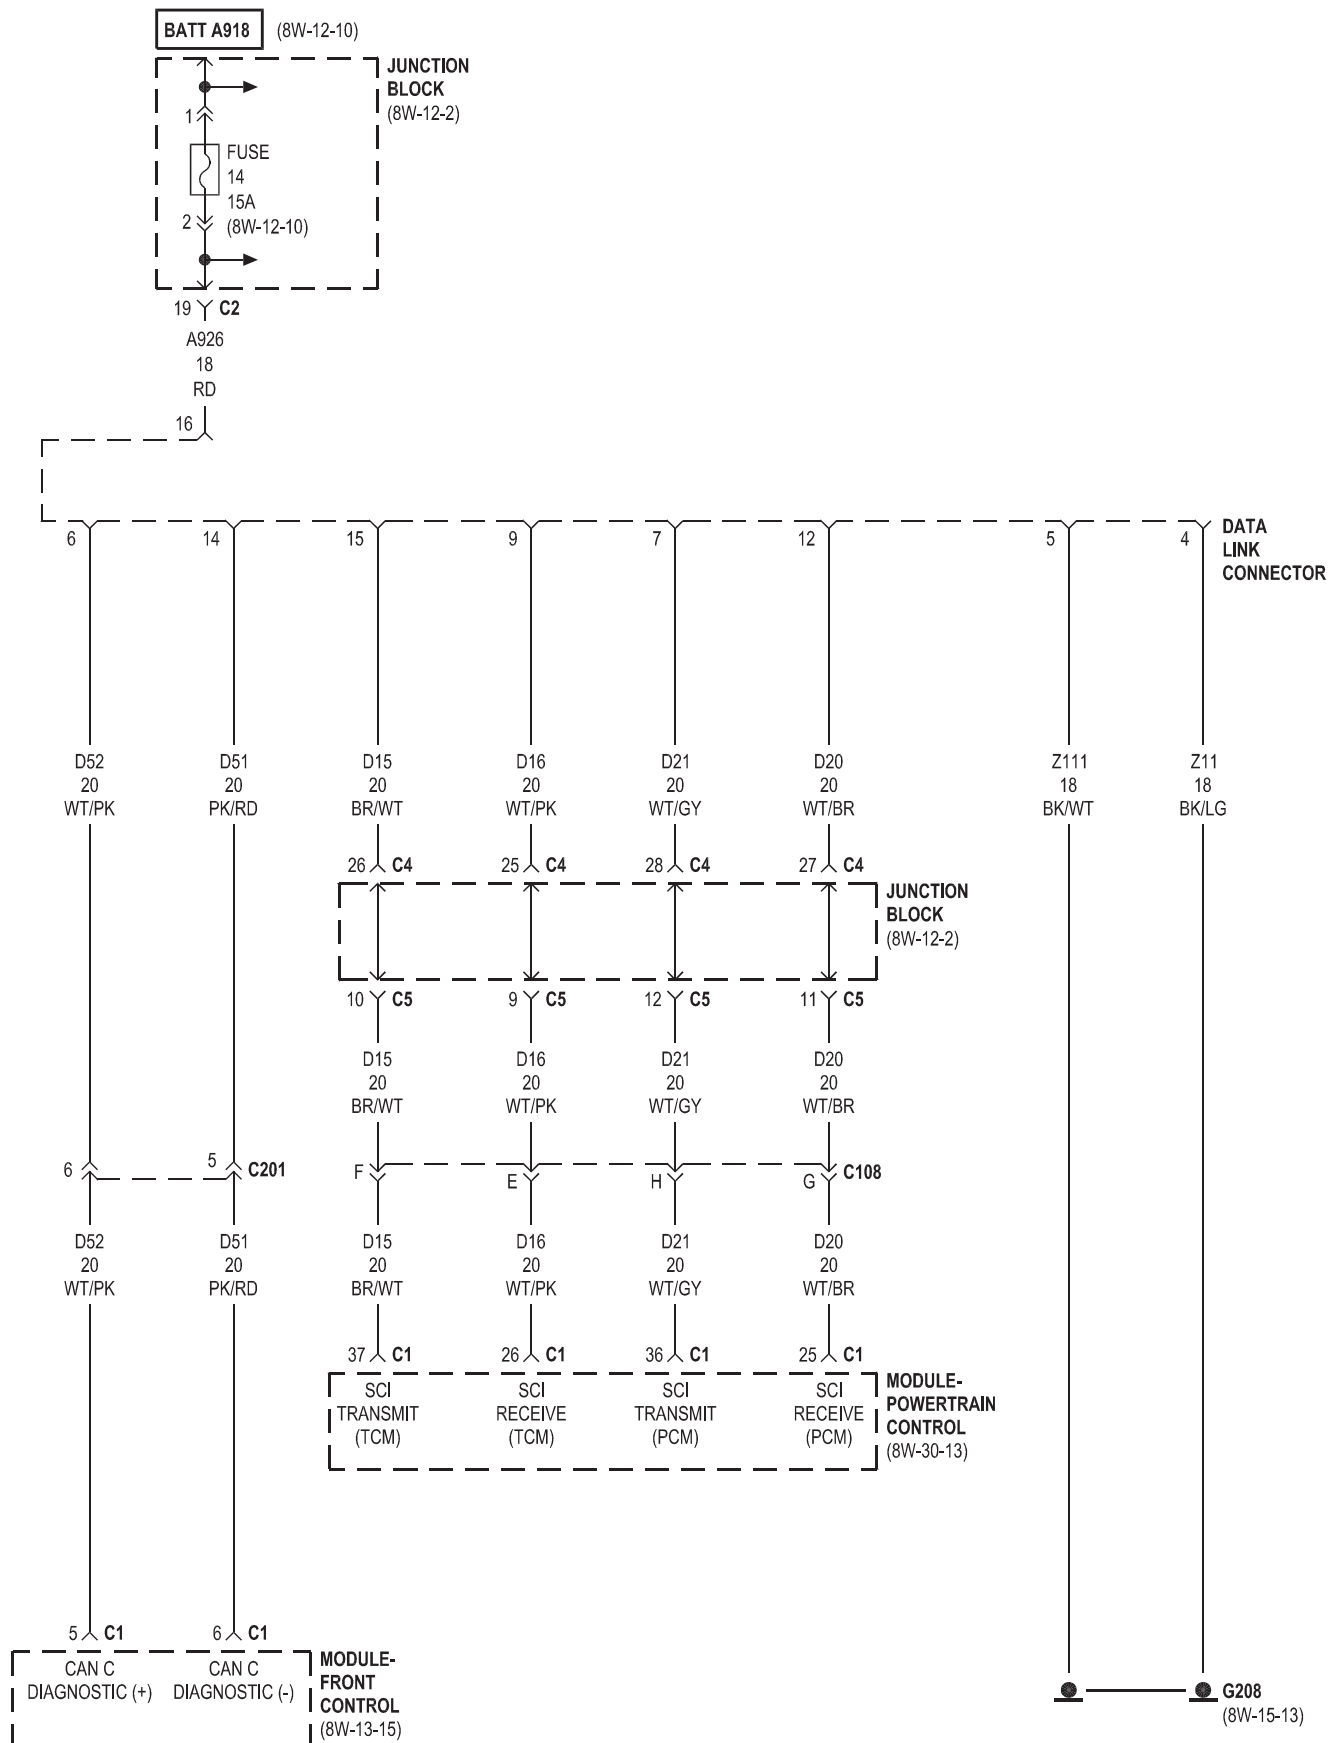 BATT A918 (8W-12-10)
JUNCTION
BLOCK
(8W-12-2)
1
FUSE
14
15A
2 (8W-12-10)
19 C2
A926
18
RD
16
6 14 15 9 7 12 5 4
DATA
LINK
CONNECTOR
D52 D51 D15 D16 D21 D20 Z111 Z11
20 20 20 20 20 20 18 18
WT/PK PK/RD BR/WT WT/PK WT/GY WT/BR BK/WT BK/LG
26 C4 25 C4 28 C4 27 C4
JUNCTION
BLOCK
(8W-12-2)
10 C5 9 C5 12 C5 11 C5
D15 D16 D21 D20
20 20 20 20
BR/WT WT/PK WT/GY WT/BR
6 5 C201 F E H G C108
D52 D51 D15 D16 D21 D20
20 20 20 20 20 20
WT/PK PK/RD BR/WT WT/PK WT/GY WT/BR
37 C1 26 C1 36 C1 25 C1
SCI SCI SCI SCI
TRANSMIT RECEIVE TRANSMIT RECEIVE
(TCM) (TCM) (PCM) (PCM)
MODULE-
POWERTRAIN
CONTROL
(8W-30-13)
5 C1 6 C1
CAN C CAN C
DIAGNOSTIC (+) DIAGNOSTIC (-)
MODULE-
FRONT
CONTROL
(8W-13-15)
G208
(8W-15-13)